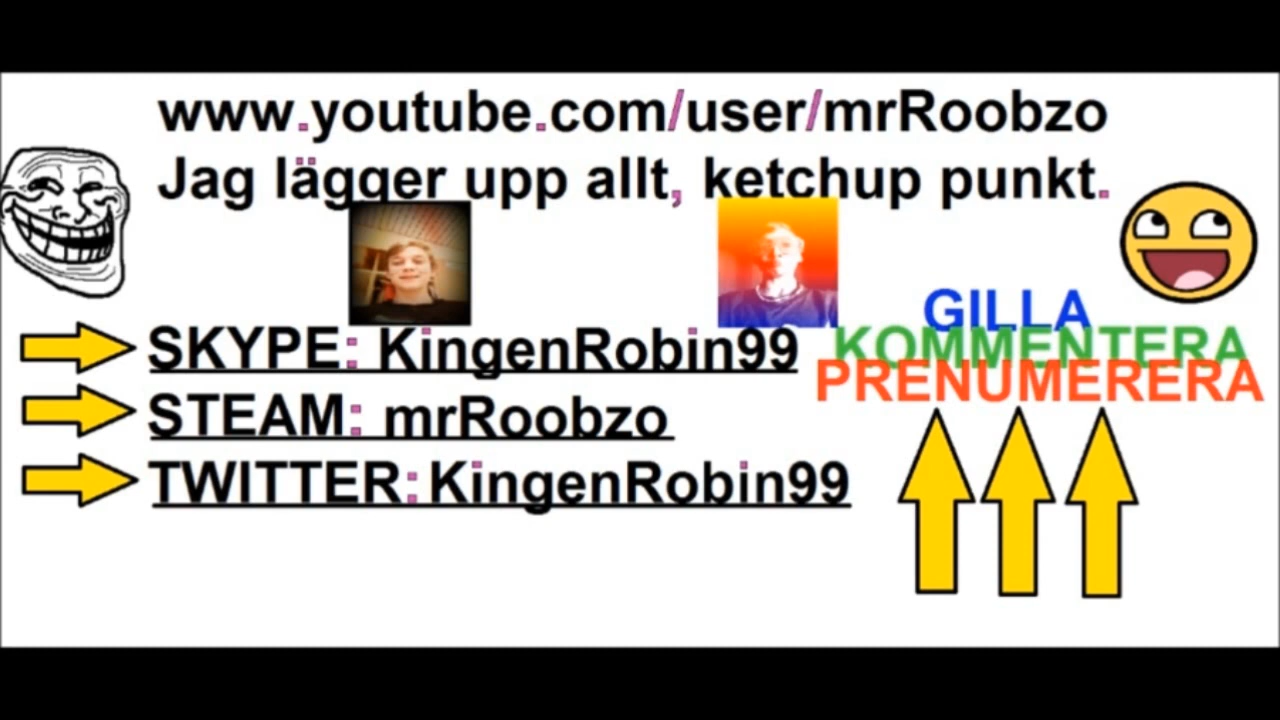 www.youtube.com/user/mrRoobzo
Jag lägger upp allt, ketchup punkt.
GILLA
SKYPE: KingenRobin99
KOMMENTERA
PRENUMERERA
STEAM: mrRoobzo
TWITTER: KingenRobin99